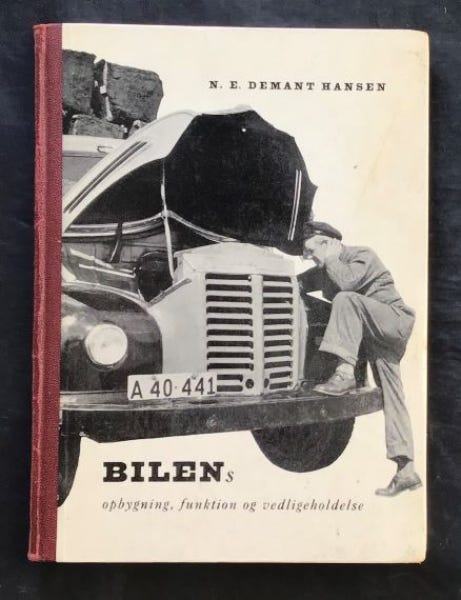 N. E. DEMANT HANSEN
A 40·441
BILENs
opbygning, funktion og vedligeholdelse